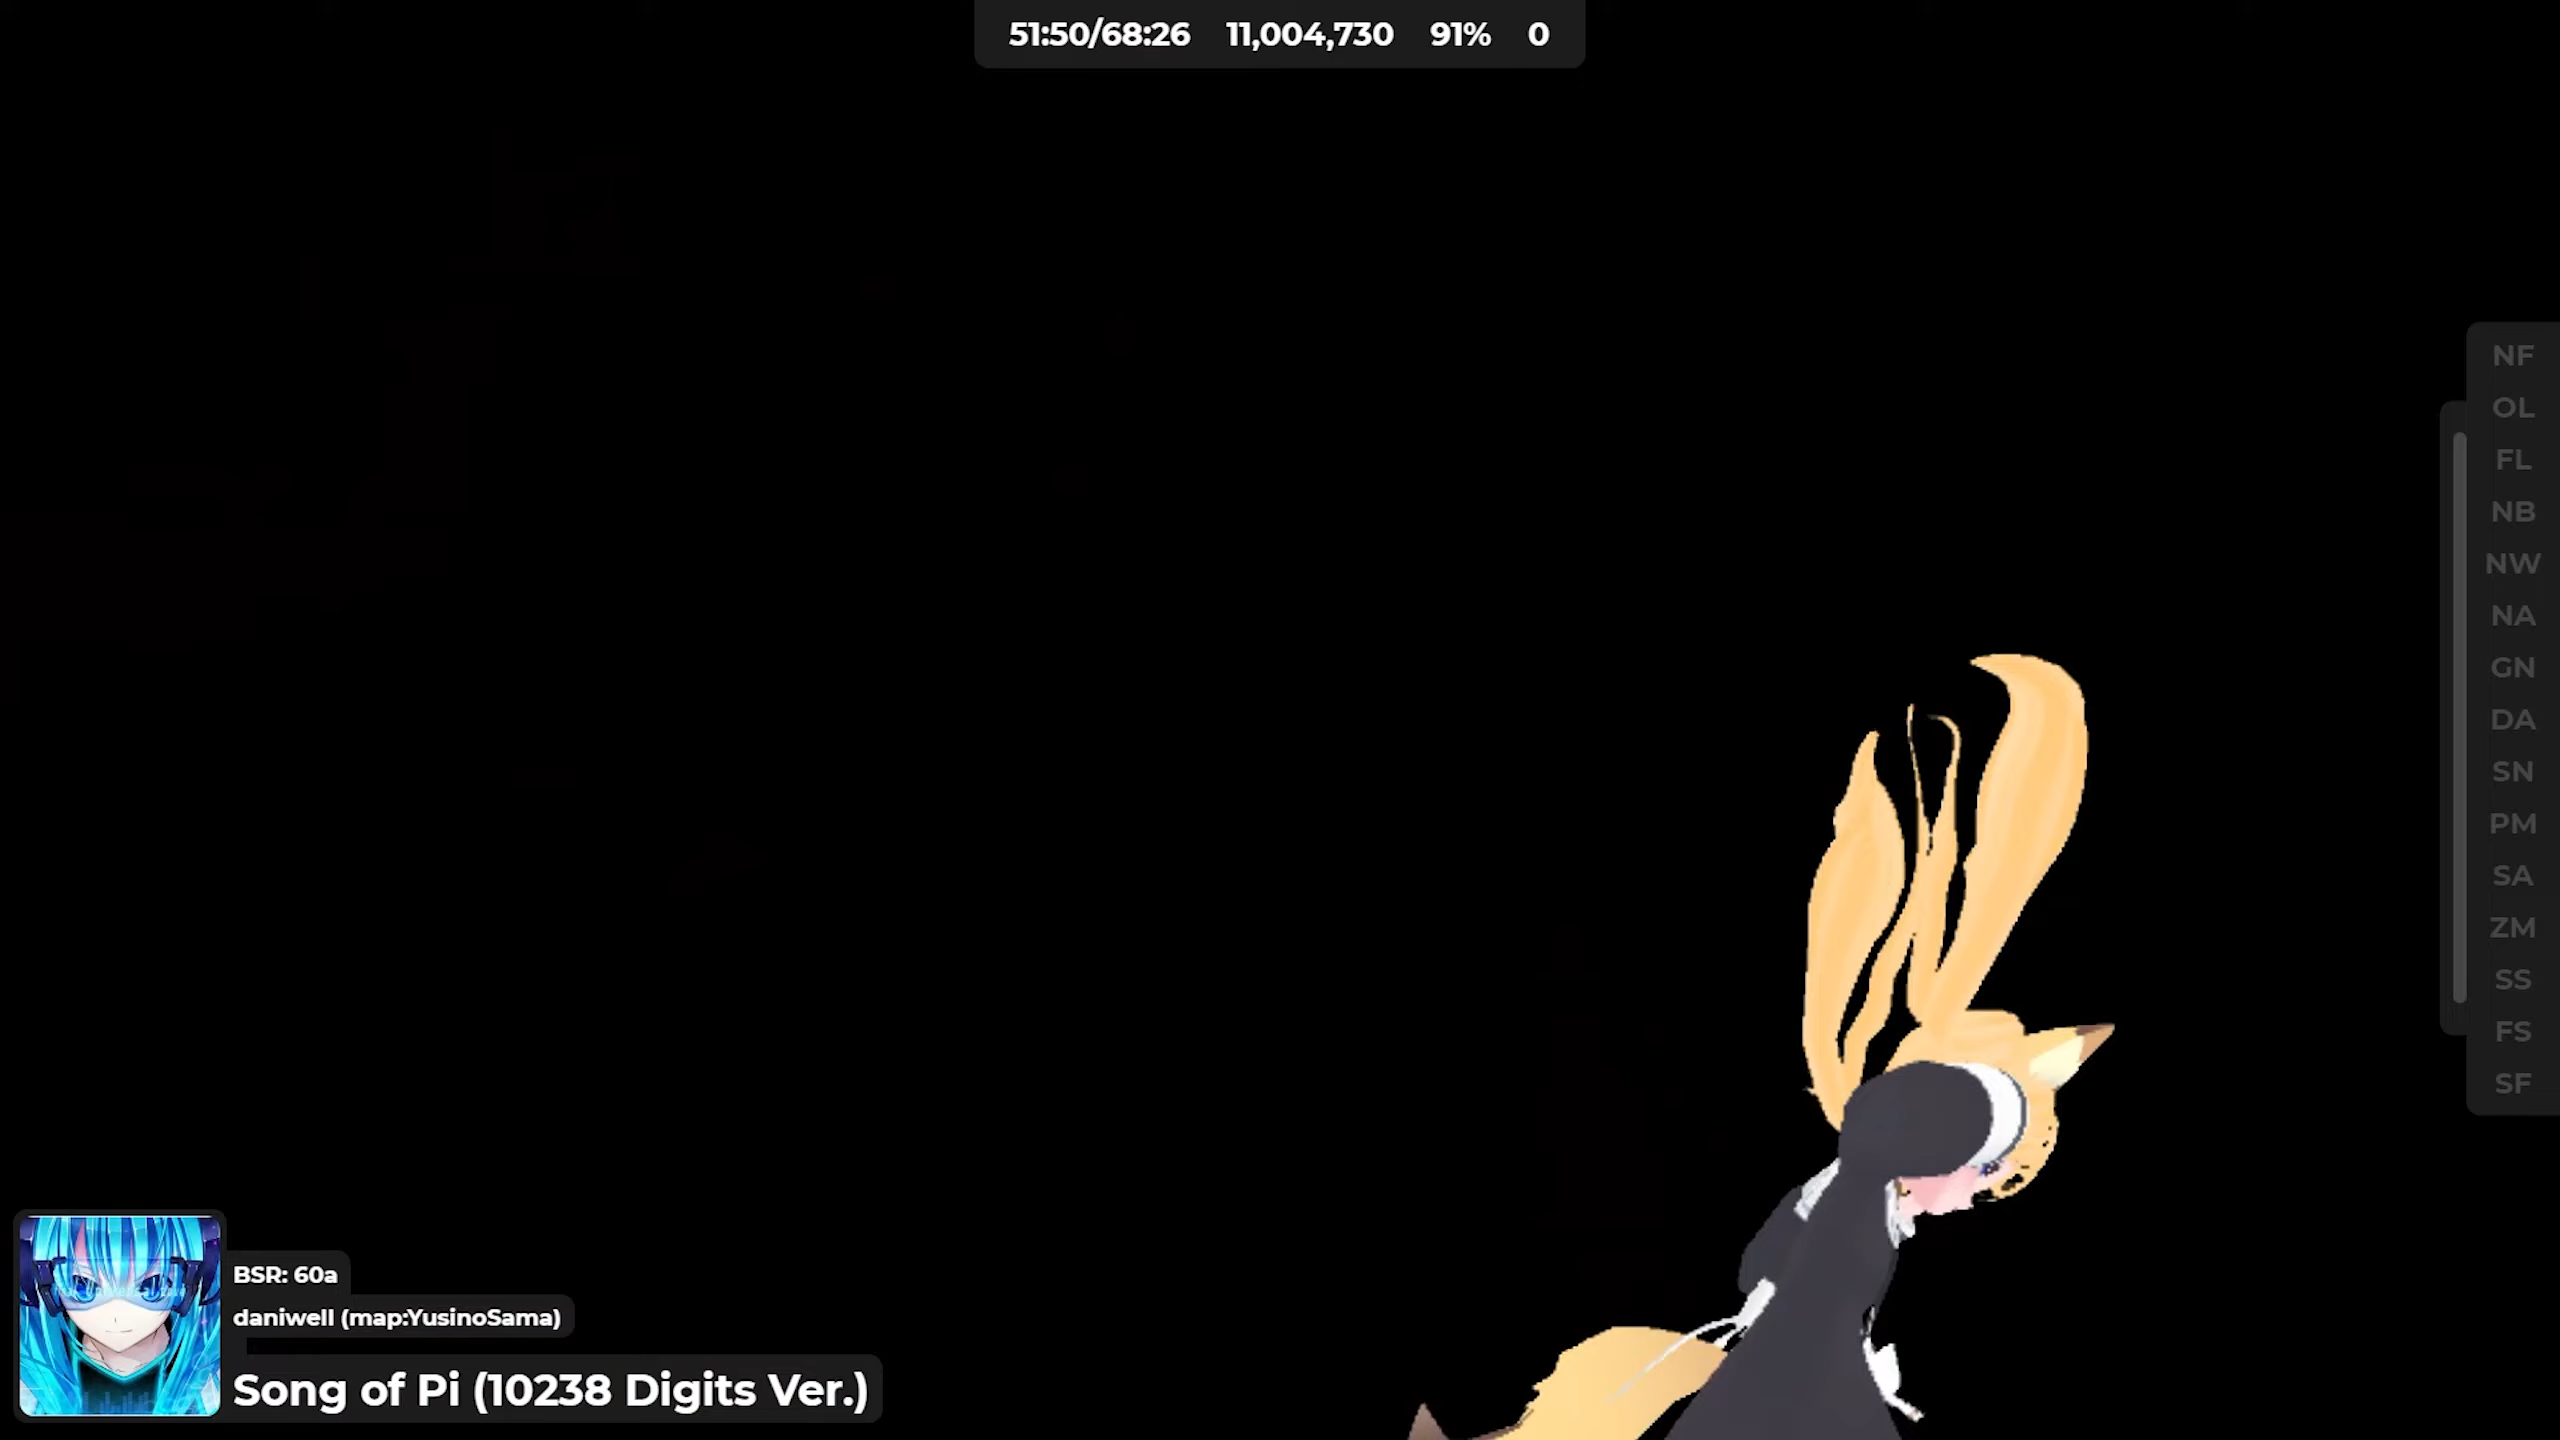 51:50/68:26 11,004,730 91% 0
NF
OL
FL
NB
NW
NA
GN
DA
SN
PM
SA
ZM
SS
FS
SF
BSR: 60a
daniwell (map:YusinoSama)
Song of Pi (10238 Digits Ver.)